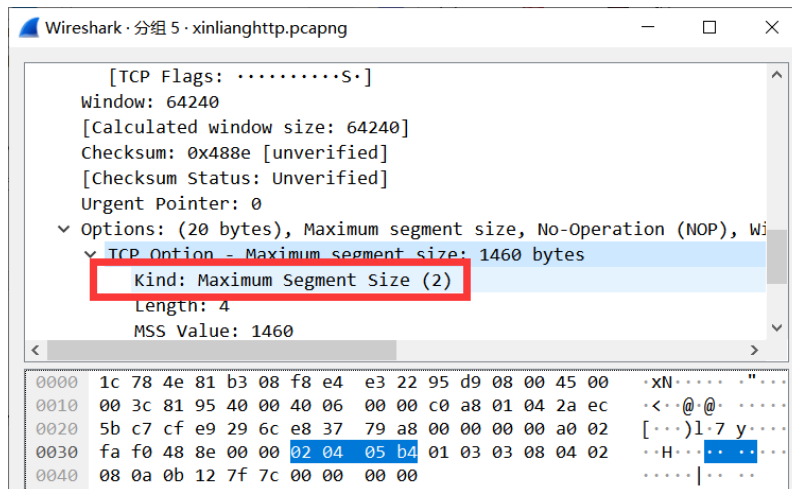 Wireshark · 分组 5 · xinlianghttp.pcapng
[TCP Flags: ··········S·]
Window: 64240
[Calculated window size: 64240]
Checksum: 0x488e [unverified]
[Checksum Status: Unverified]
Urgent Pointer: 0
Options: (20 bytes), Maximum segment size, No-Operation (NOP), Wi
TCP Option - Maximum segment size: 1460 bytes
Kind: Maximum Segment Size (2)
Length: 4
MSS Value: 1460
0000 1c 78 4e 81 b3 08 f8 e4 e3 22 95 d9 08 00 45 00 ·xN····· ·"····
0010 00 3c 81 95 40 00 40 06 00 00 c0 a8 01 04 2a ec ·<··@·@· ······
0020 5b c7 cf e9 29 6c e8 37 79 a8 00 00 00 00 a0 02 [···)l·7 y·····
0030 fa f0 48 8e 00 00 02 04 05 b4 01 03 03 08 04 02 ··H····· ······
0040 08 0a 0b 12 7f 7c 00 00 00 00 ·····|·· ··